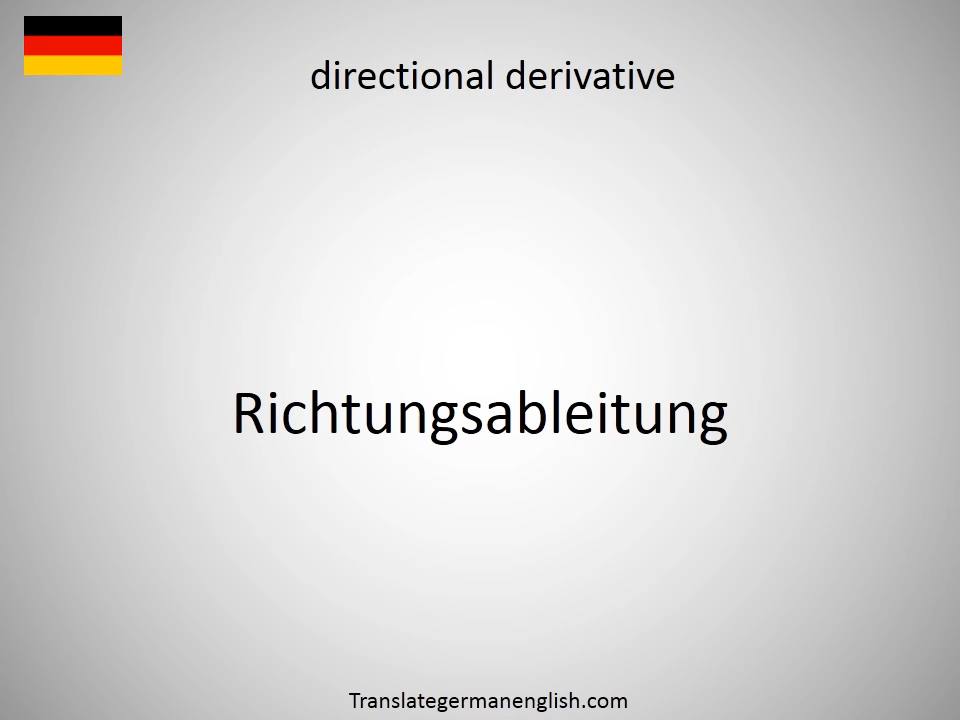 directional derivative
Richtungsableitung
Translategermanenglish.com